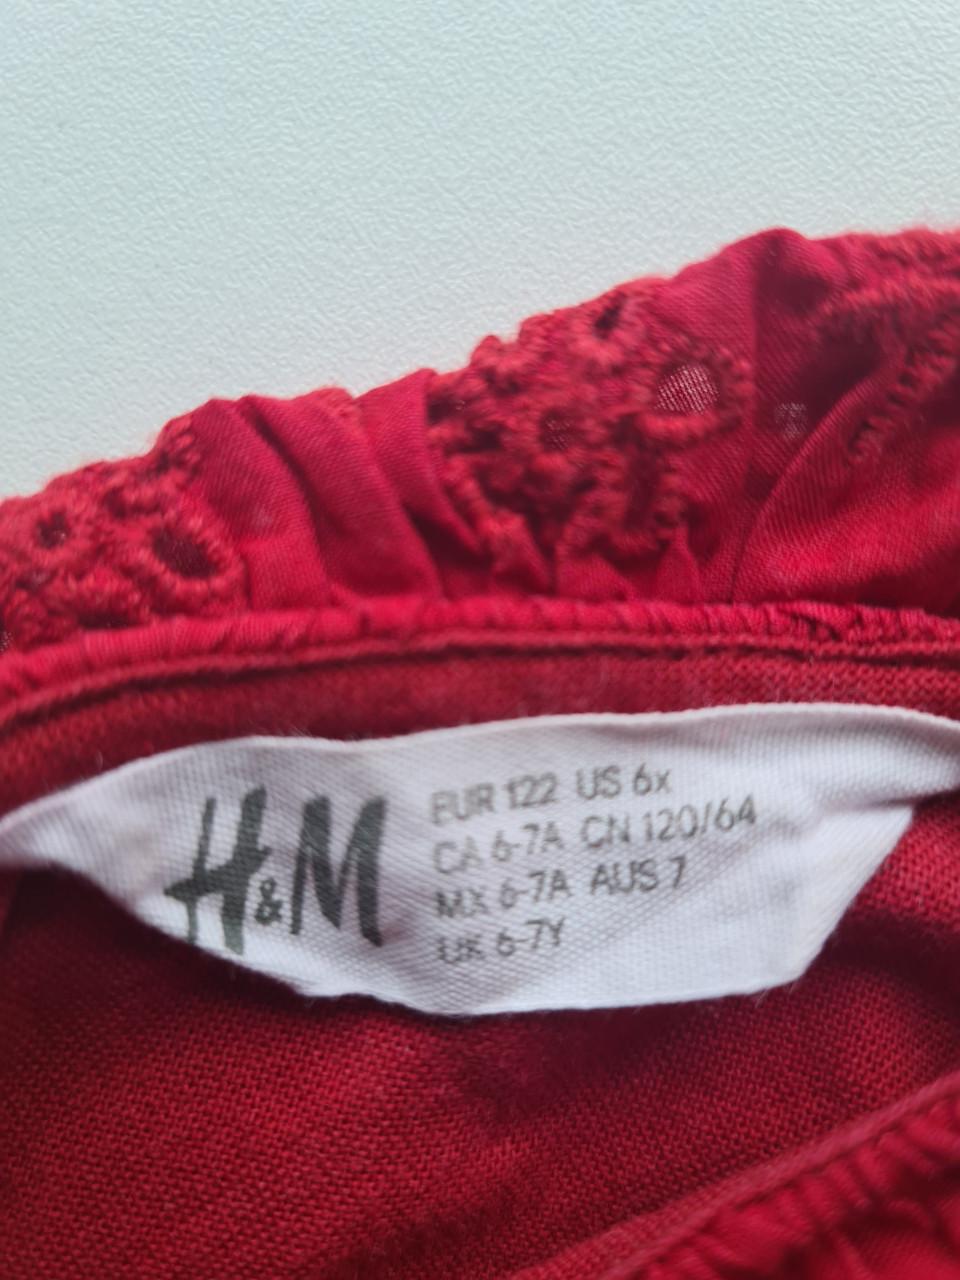 H&M
EUR 122 US 6x
CA 6-7A CN 120/64
MX 6-7A AUS 7
UK 6-7Y